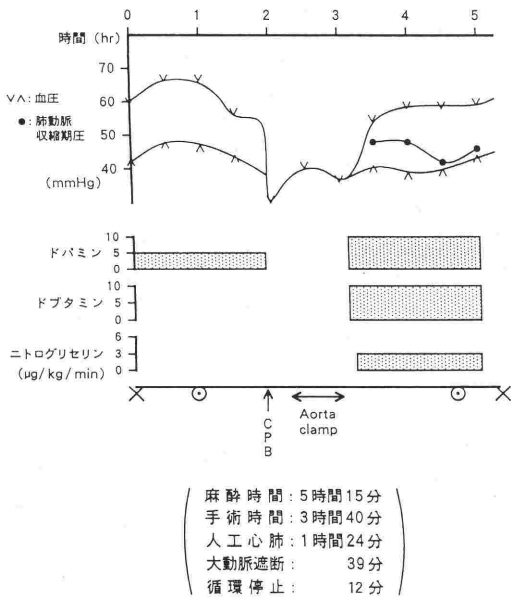 時間 (hr) 0 1 2 3 4 5
70
∨∧: 血圧 60
●: 肺動脈
収縮期圧
50
40
(mmHg)
ドパミン 10 5 0
ドブタミン 10 5 0
ニトログリセリン 6 3 0
(μg/kg/min)
CPB
Aorta
clamp
麻酔時間: 5時間15分
手術時間: 3時間40分
人工心肺: 1時間24分
大動脈遮断: 39分
循環停止: 12分